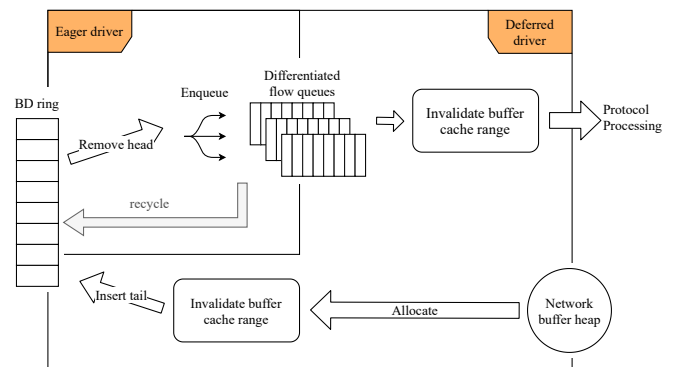 Eager driver
Deferred
driver
BD ring
Enqueue
Differentiated
flow queues
Remove head
Invalidate buffer
cache range
Protocol
Processing
recycle
Insert tail
Invalidate buffer
cache range
Allocate
Network
buffer heap